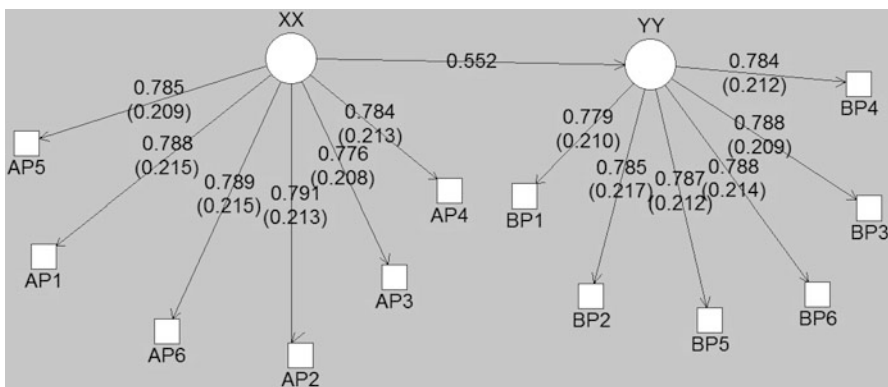 XX
YY
0.552
0.785
(0.209)
AP5
0.788
(0.215)
AP1
0.789
(0.215)
AP6
0.791
(0.213)
AP2
0.776
(0.208)
AP3
0.784
(0.213)
AP4
0.779
(0.210)
BP1
0.785
(0.217)
BP2
0.787
(0.212)
BP5
0.788
(0.214)
BP6
0.788
(0.209)
BP3
0.784
(0.212)
BP4